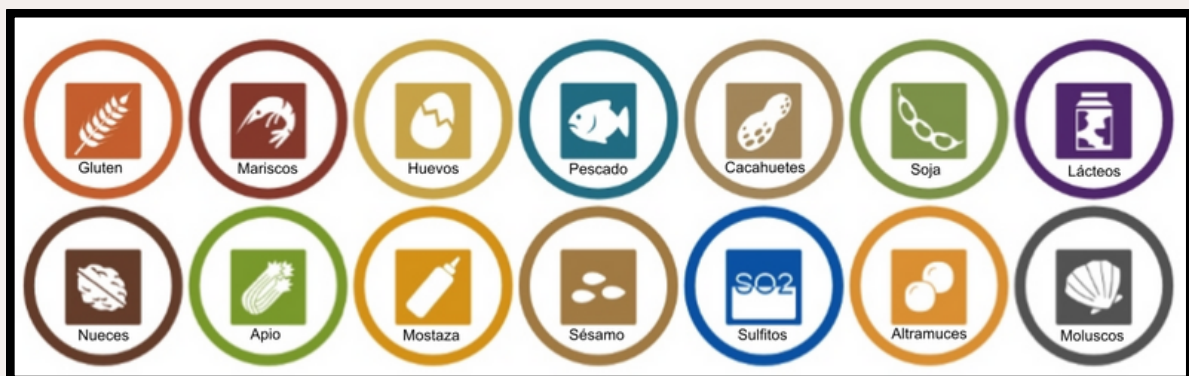 Gluten
Mariscos
Huevos
Pescado
Cacahuetes
Soja
Lácteos
Nueces
Apio
Mostaza
Sésamo
SO2
Sulfitos
Altramuces
Moluscos